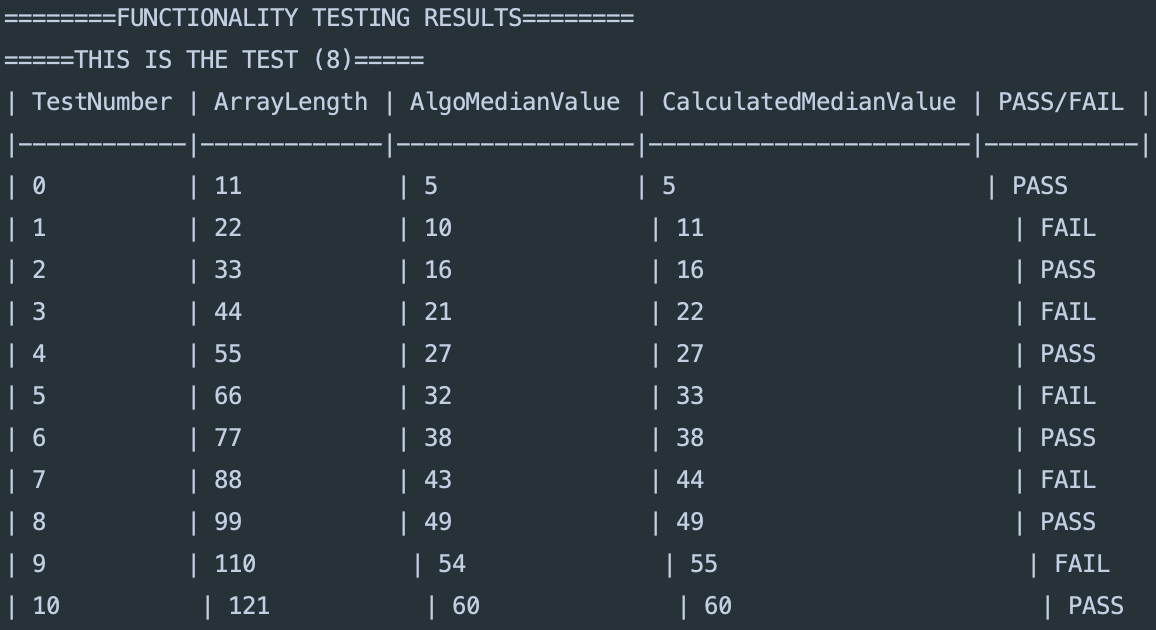 ========FUNCTIONALITY TESTING RESULTS========
=====THIS IS THE TEST (8)=====
| TestNumber | ArrayLength | AlgoMedianValue | CalculatedMedianValue | PASS/FAIL |
|------------|-------------|-----------------|-----------------------|-----------|
| 0          | 11           | 5              | 5                      | PASS
| 1          | 22           | 10              | 11                      | FAIL
| 2          | 33           | 16              | 16                      | PASS
| 3          | 44           | 21              | 22                      | FAIL
| 4          | 55           | 27              | 27                      | PASS
| 5          | 66           | 32              | 33                      | FAIL
| 6          | 77           | 38              | 38                      | PASS
| 7          | 88           | 43              | 44                      | FAIL
| 8          | 99           | 49              | 49                      | PASS
| 9          | 110           | 54              | 55                      | FAIL
| 10          | 121           | 60              | 60                      | PASS